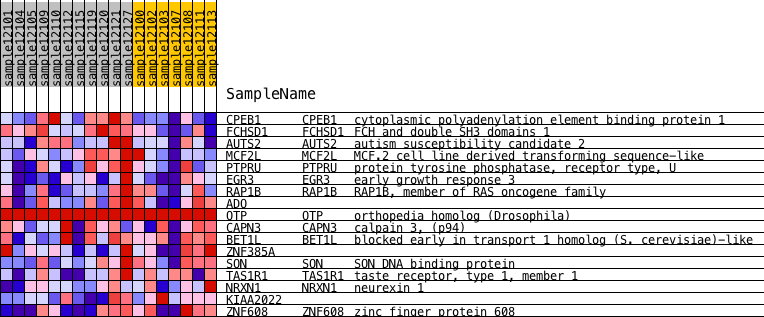 sample12101
sample12104
sample12105
sample12109
sample12110
sample12112
sample12115
sample12119
sample12120
sample12121
sample12127
sample12100
sample12102
sample12103
sample12107
sample12108
sample12111
sample12113
SampleName
CPEB1 CPEB1 cytoplasmic polyadenylation element binding protein 1
FCHSD1 FCHSD1 FCH and double SH3 domains 1
AUTS2 AUTS2 autism susceptibility candidate 2
MCF2L MCF2L MCF.2 cell line derived transforming sequence-like
PTPRU PTPRU protein tyrosine phosphatase, receptor type, U
EGR3 EGR3 early growth response 3
RAP1B RAP1B RAP1B, member of RAS oncogene family
ADO
OTP OTP orthopedia homolog (Drosophila)
CAPN3 CAPN3 calpain 3, (p94)
BET1L BET1L blocked early in transport 1 homolog (S. cerevisiae)-like
ZNF385A
SON SON SON DNA binding protein
TAS1R1 TAS1R1 taste receptor, type 1, member 1
NRXN1 NRXN1 neurexin 1
KIAA2022
ZNF608 ZNF608 zinc finger protein 608